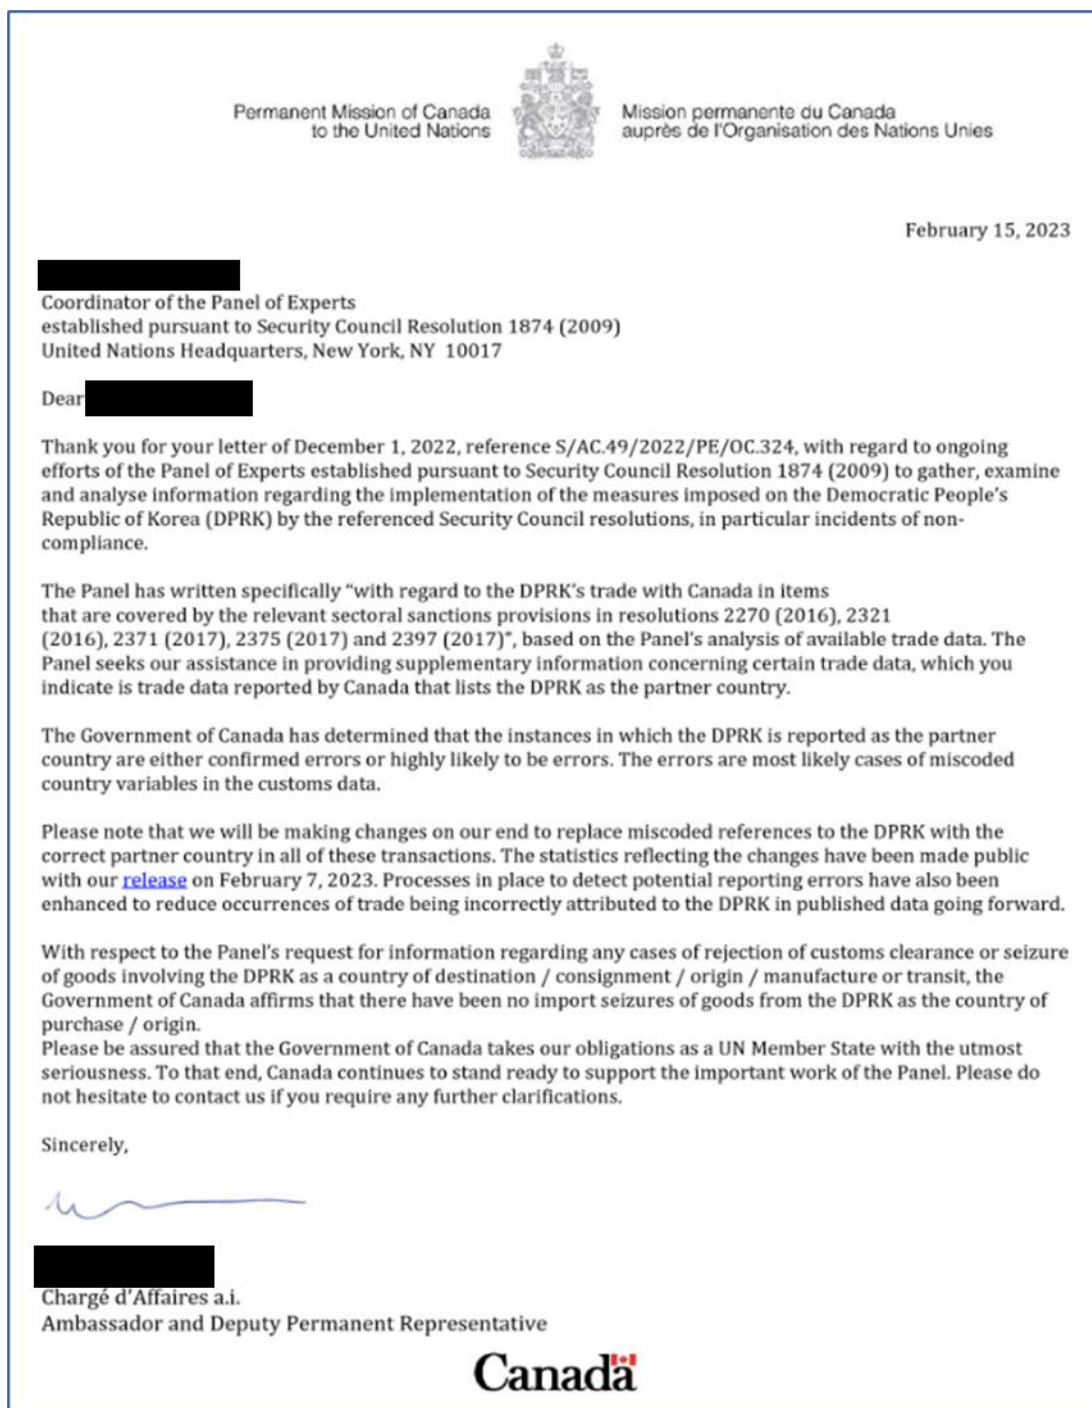 Permanent Mission of Canada
to the United Nations
Mission permanente du Canada
auprès de l'Organisation des Nations Unies
February 15, 2023
Coordinator of the Panel of Experts
established pursuant to Security Council Resolution 1874 (2009)
United Nations Headquarters, New York, NY  10017
Dear
Thank you for your letter of December 1, 2022, reference S/AC.49/2022/PE/OC.324, with regard to ongoing
efforts of the Panel of Experts established pursuant to Security Council Resolution 1874 (2009) to gather, examine
and analyse information regarding the implementation of the measures imposed on the Democratic People's
Republic of Korea (DPRK) by the referenced Security Council resolutions, in particular incidents of non-
compliance.
The Panel has written specifically "with regard to the DPRK's trade with Canada in items
that are covered by the relevant sectoral sanctions provisions in resolutions 2270 (2016), 2321
(2016), 2371 (2017), 2375 (2017) and 2397 (2017)", based on the Panel's analysis of available trade data. The
Panel seeks our assistance in providing supplementary information concerning certain trade data, which you
indicate is trade data reported by Canada that lists the DPRK as the partner country.
The Government of Canada has determined that the instances in which the DPRK is reported as the partner
country are either confirmed errors or highly likely to be errors. The errors are most likely cases of miscoded
country variables in the customs data.
Please note that we will be making changes on our end to replace miscoded references to the DPRK with the
correct partner country in all of these transactions. The statistics reflecting the changes have been made public
with our release on February 7, 2023. Processes in place to detect potential reporting errors have also been
enhanced to reduce occurrences of trade being incorrectly attributed to the DPRK in published data going forward.
With respect to the Panel's request for information regarding any cases of rejection of customs clearance or seizure
of goods involving the DPRK as a country of destination / consignment / origin / manufacture or transit, the
Government of Canada affirms that there have been no import seizures of goods from the DPRK as the country of
purchase / origin.
Please be assured that the Government of Canada takes our obligations as a UN Member State with the utmost
seriousness. To that end, Canada continues to stand ready to support the important work of the Panel. Please do
not hesitate to contact us if you require any further clarifications.
Sincerely,
Chargé d'Affaires a.i.
Ambassador and Deputy Permanent Representative
Canada